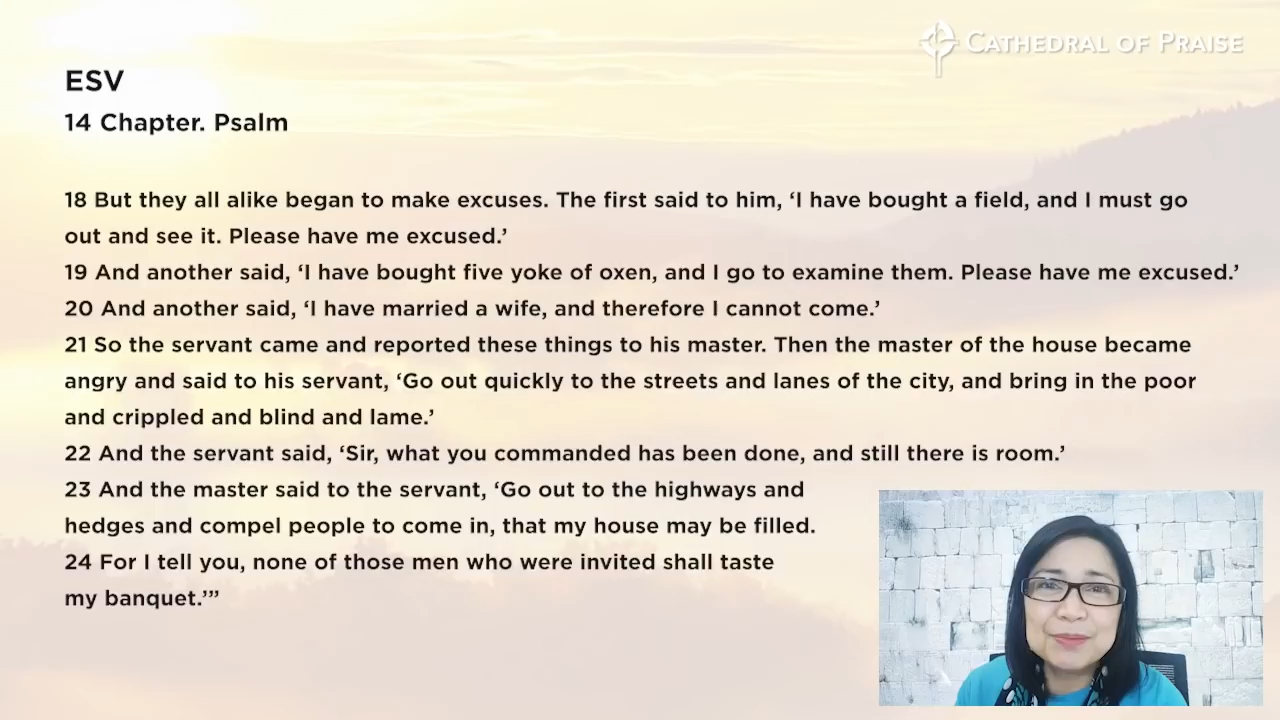 CATHEDRAL OF PRAISE
ESV
14 Chapter. Psalm
18 But they all alike began to make excuses. The first said to him, ‘I have bought a field, and I must go
out and see it. Please have me excused.’
19 And another said, ‘I have bought five yoke of oxen, and I go to examine them. Please have me excused.’
20 And another said, ‘I have married a wife, and therefore I cannot come.’
21 So the servant came and reported these things to his master. Then the master of the house became
angry and said to his servant, ‘Go out quickly to the streets and lanes of the city, and bring in the poor
and crippled and blind and lame.’
22 And the servant said, ‘Sir, what you commanded has been done, and still there is room.’
23 And the master said to the servant, ‘Go out to the highways and
hedges and compel people to come in, that my house may be filled.
24 For I tell you, none of those men who were invited shall taste
my banquet.’”